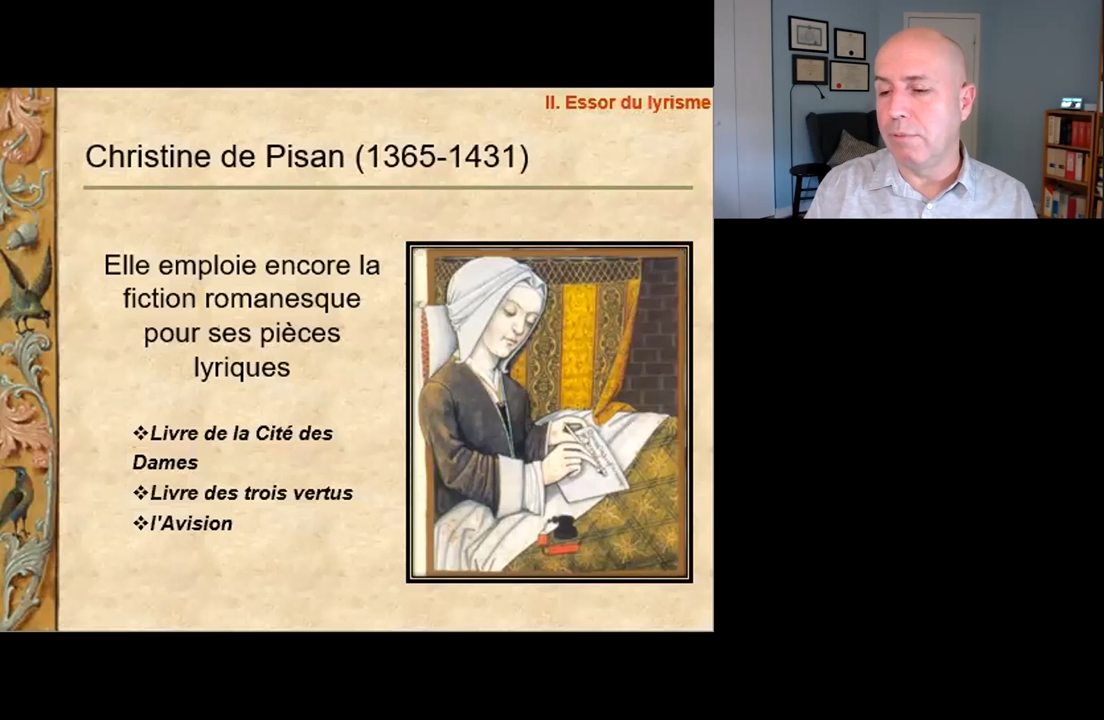 II. Essor du lyrisme
Christine de Pisan (1365-1431)
Elle emploie encore la
fiction romanesque
pour ses pièces
lyriques
❖Livre de la Cité des
Dames
❖Livre des trois vertus
❖l'Avision